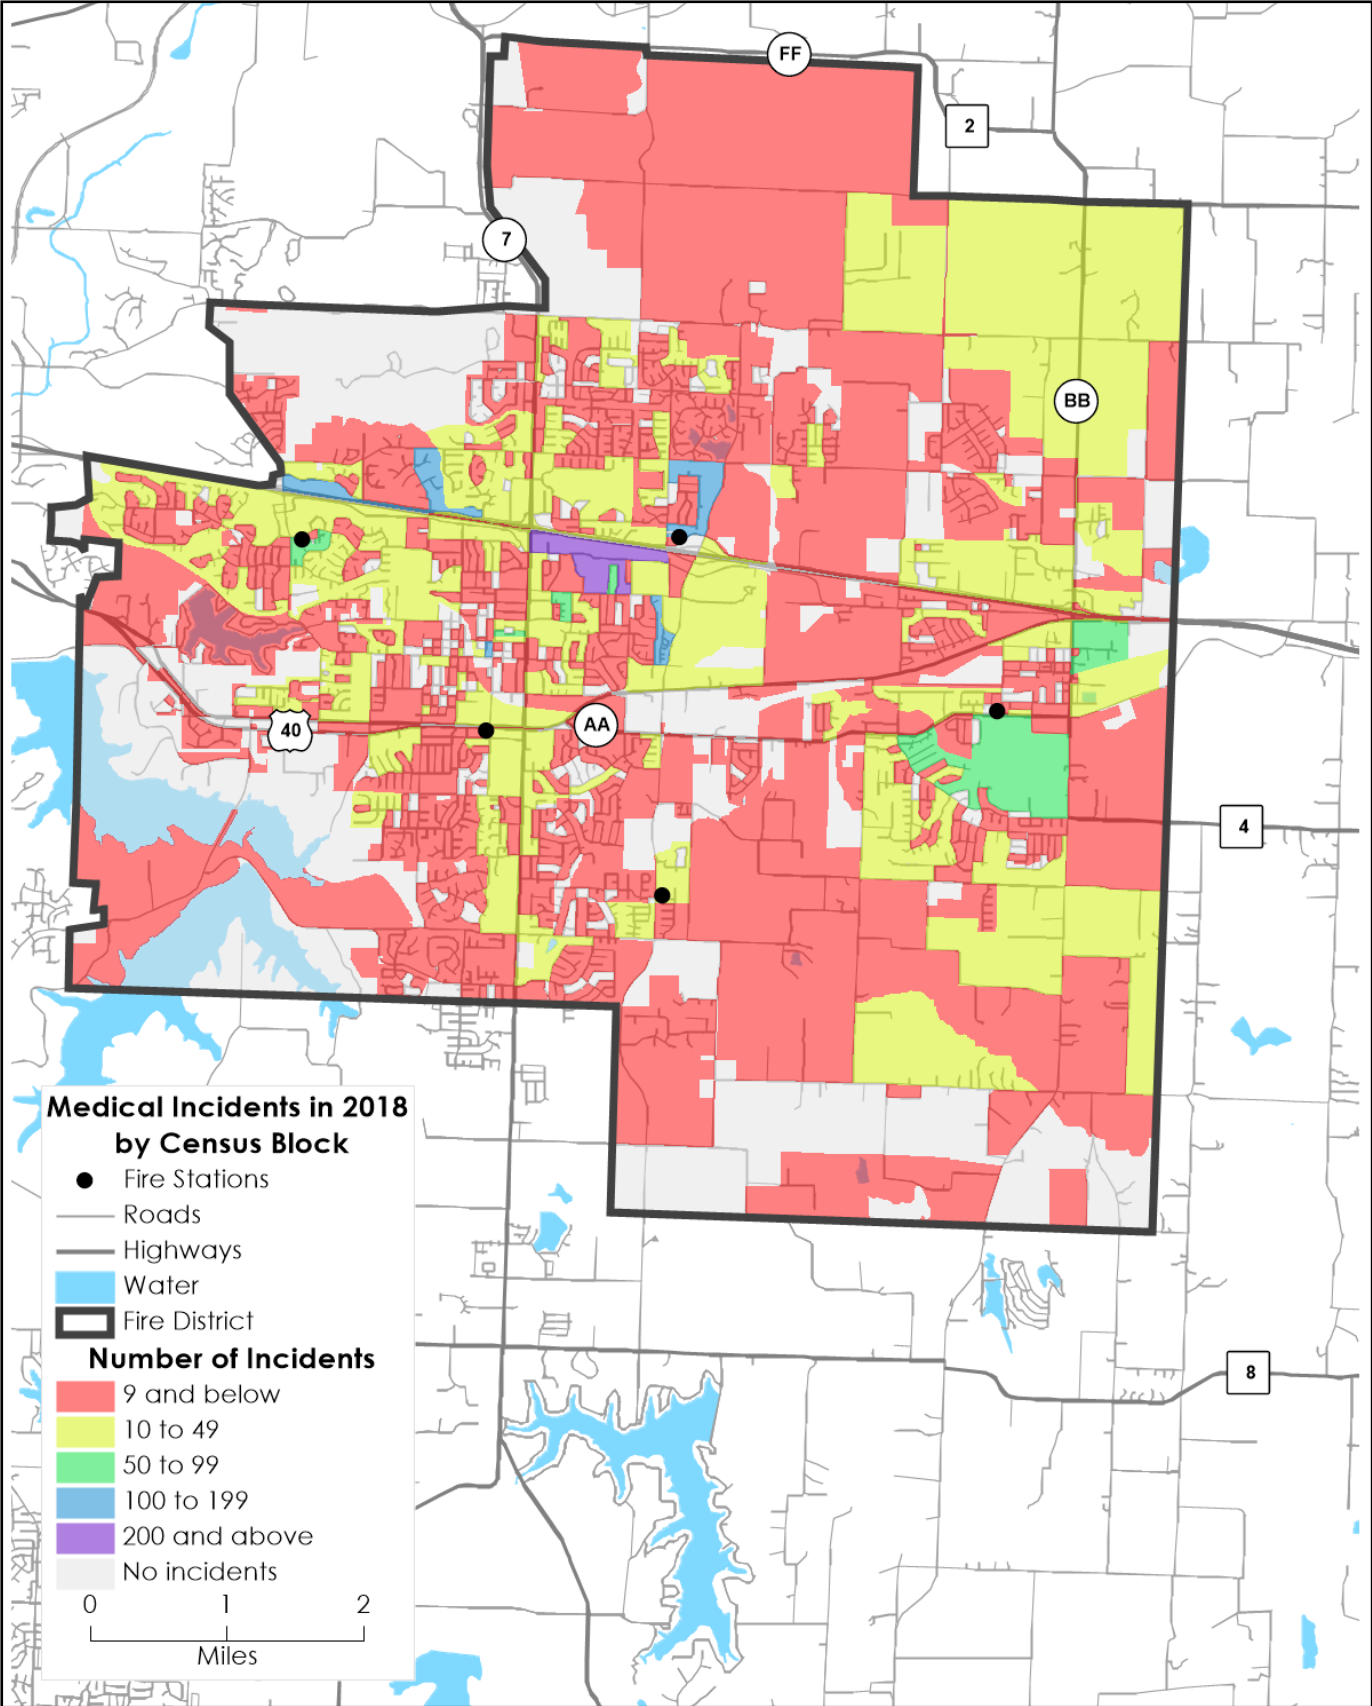 FF
2
7
BB
40
AA
4
8
Medical Incidents in 2018
by Census Block
Fire Stations
Roads
Highways
Water
Fire District
Number of Incidents
9 and below
10 to 49
50 to 99
100 to 199
200 and above
No incidents
0 1 2
Miles